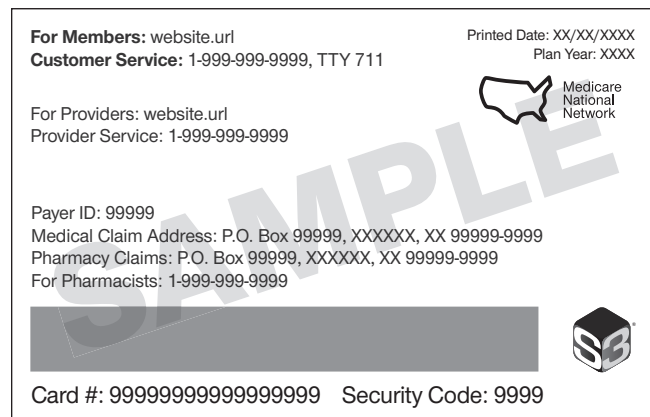 For Members: website.url
Customer Service: 1-999-999-9999, TTY 711
Printed Date: XX/XX/XXXX
Plan Year: XXXX
Medicare
National
Network
For Providers: website.url
Provider Service: 1-999-999-9999
SAMPLE
Payer ID: 99999
Medical Claim Address: P.O. Box 99999, XXXXXX, XX 99999-9999
Pharmacy Claims: P.O. Box 99999, XXXXXX, XX 99999-9999
For Pharmacists: 1-999-999-9999
S3
Card #: 99999999999999999 Security Code: 9999